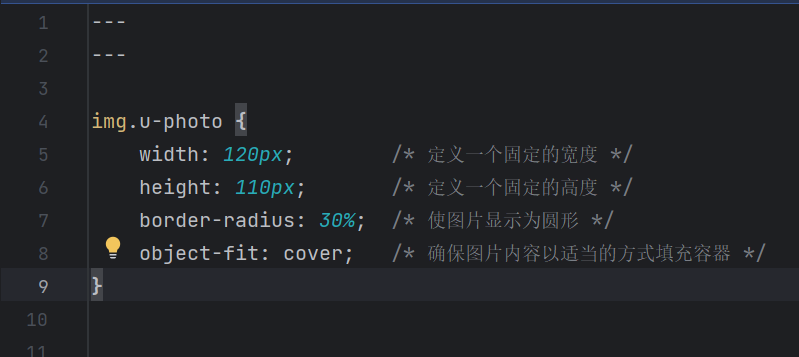 1 ---
2 ---
3
4 img.u-photo {
5     width: 120px;        /* 定义一个固定的宽度 */
6     height: 110px;       /* 定义一个固定的高度 */
7     border-radius: 30%;  /* 使图片显示为圆形 */
8     object-fit: cover;   /* 确保图片内容以适当的方式填充容器 */
9 }
10
11